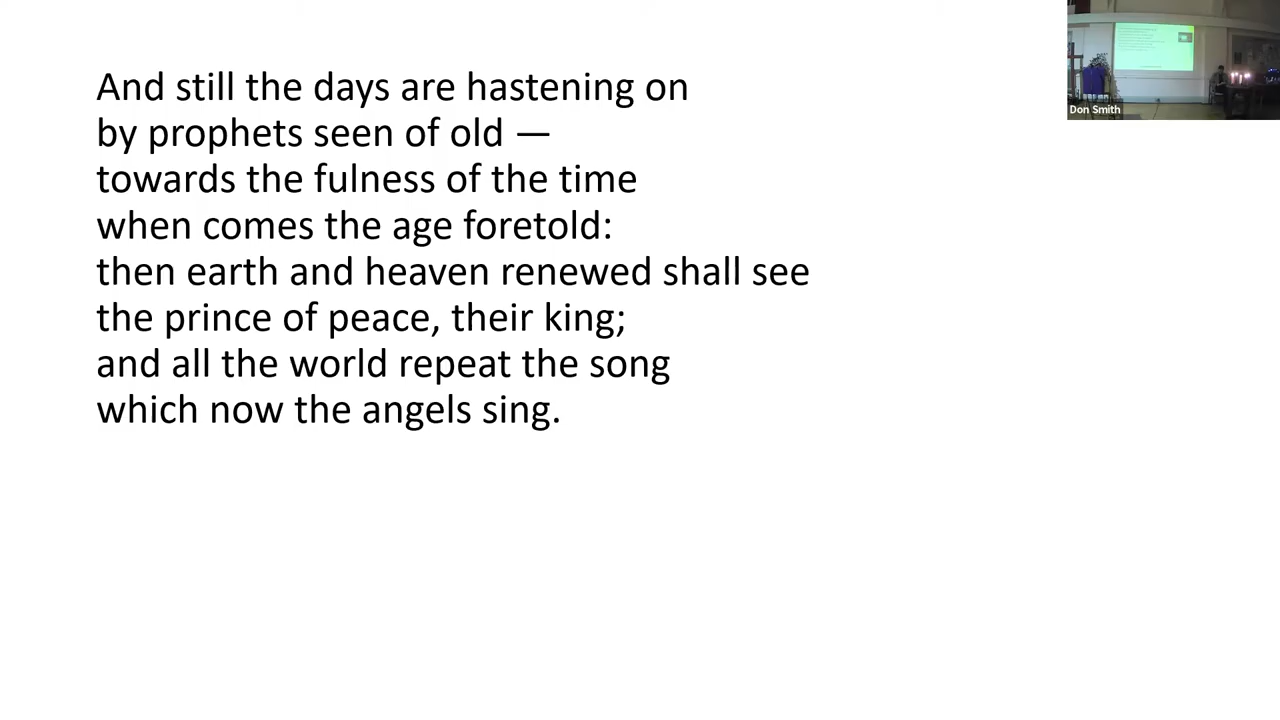 And still the days are hastening on
by prophets seen of old —
towards the fulness of the time
when comes the age foretold:
then earth and heaven renewed shall see
the prince of peace, their king;
and all the world repeat the song
which now the angels sing.
Don Smith